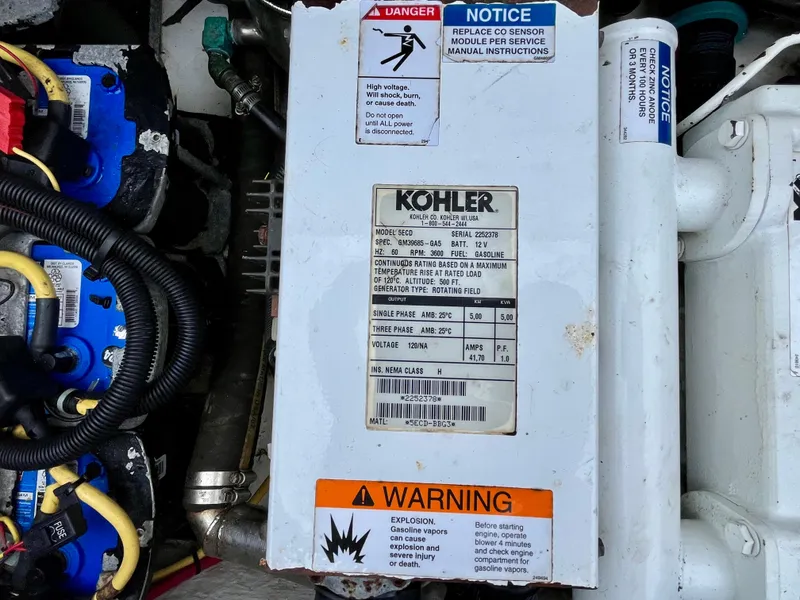 DANGER
High voltage.
Will shock, burn,
or cause death.
Do not open
until ALL power
is disconnected.
NOTICE
REPLACE CO SENSOR
MODULE PER SERVICE
MANUAL INSTRUCTIONS
NOTICE
CHECK ZINC ANODE
EVERY 100 HOURS
OR 3 MONTHS.
KOHLER
KOHLER CO. KOHLER WI.USA
1-800-544-2444
MODEL 5ECD SERIAL 2252378
SPEC. GM39685-GA5 BATT. 12 V
HZ: 60 RPM: 3600 FUEL: GASOLINE
CONTINUOUS RATING BASED ON A MAXIMUM
TEMPERATURE RISE AT RATED LOAD
OF 120°C. ALTITUDE: 500 FT.
GENERATOR TYPE: ROTATING FIELD
OUTPUT KW KVA
SINGLE PHASE AMB: 25°C 5,00 5,00
THREE PHASE AMB: 25°C
VOLTAGE 120/NA AMPS P.F.
41,70 1.0
INS. NEMA CLASS H
*2252378*
MATL: *5ECD-BBG3*
WARNING
EXPLOSION.
Gasoline vapors
can cause
explosion and
severe injury
or death.
Before starting
engine, operate
blower 4 minutes
and check engine
compartment for
gasoline vapors.
FUSE